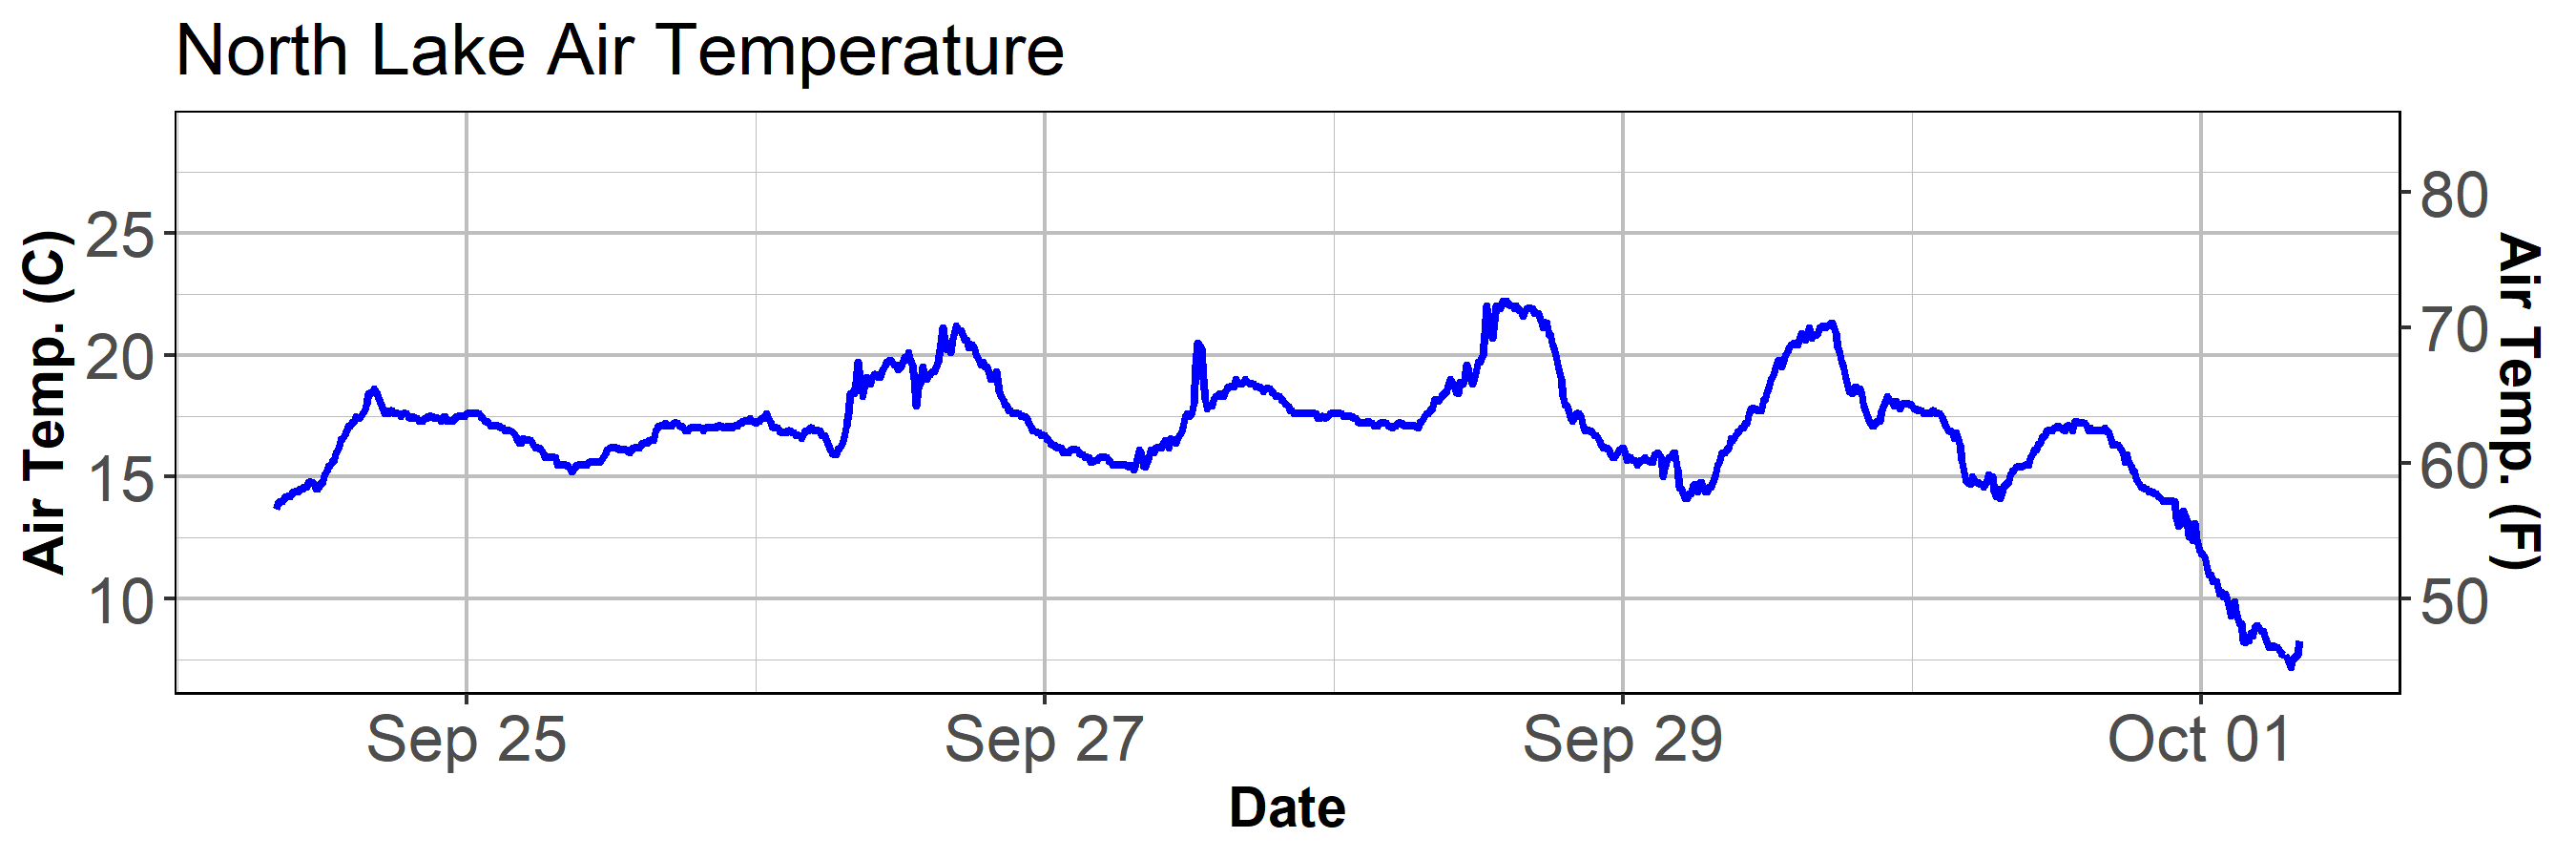 North Lake Air Temperature
Air Temp. (C)
25
20
15
10
80
70
60
50
Air Temp. (F)
Sep 25
Sep 27
Sep 29
Oct 01
Date